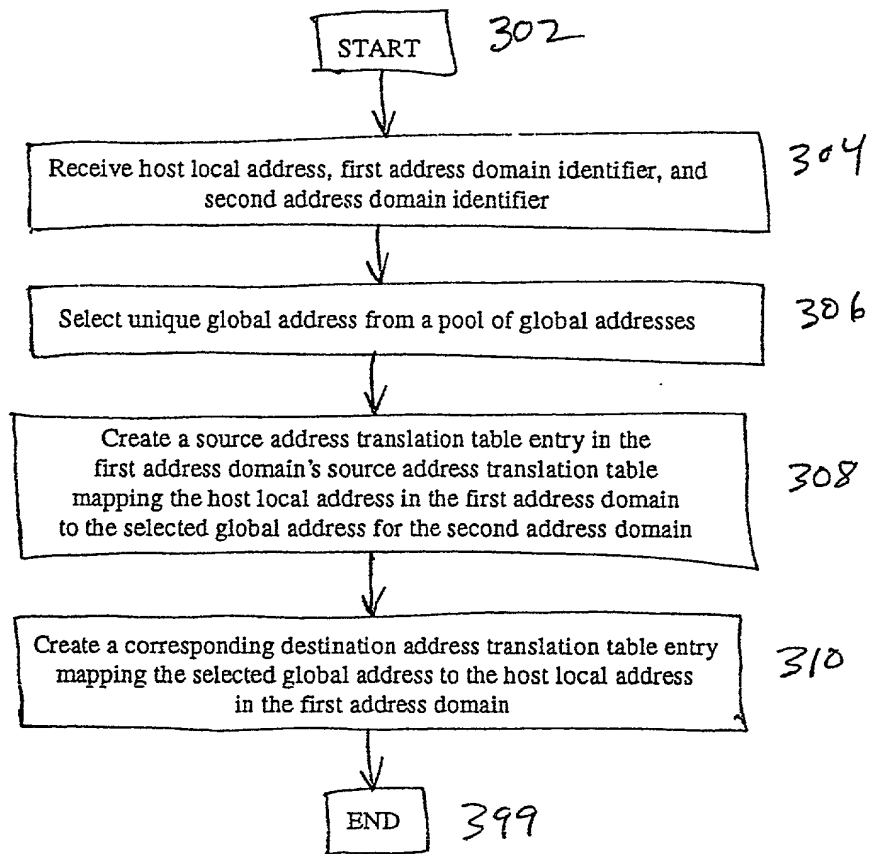 START 302
Receive host local address, first address domain identifier, and
second address domain identifier
304
Select unique global address from a pool of global addresses
306
Create a source address translation table entry in the
first address domain's source address translation table
mapping the host local address in the first address domain
to the selected global address for the second address domain
308
Create a corresponding destination address translation table entry
mapping the selected global address to the host local address
in the first address domain
310
END 399